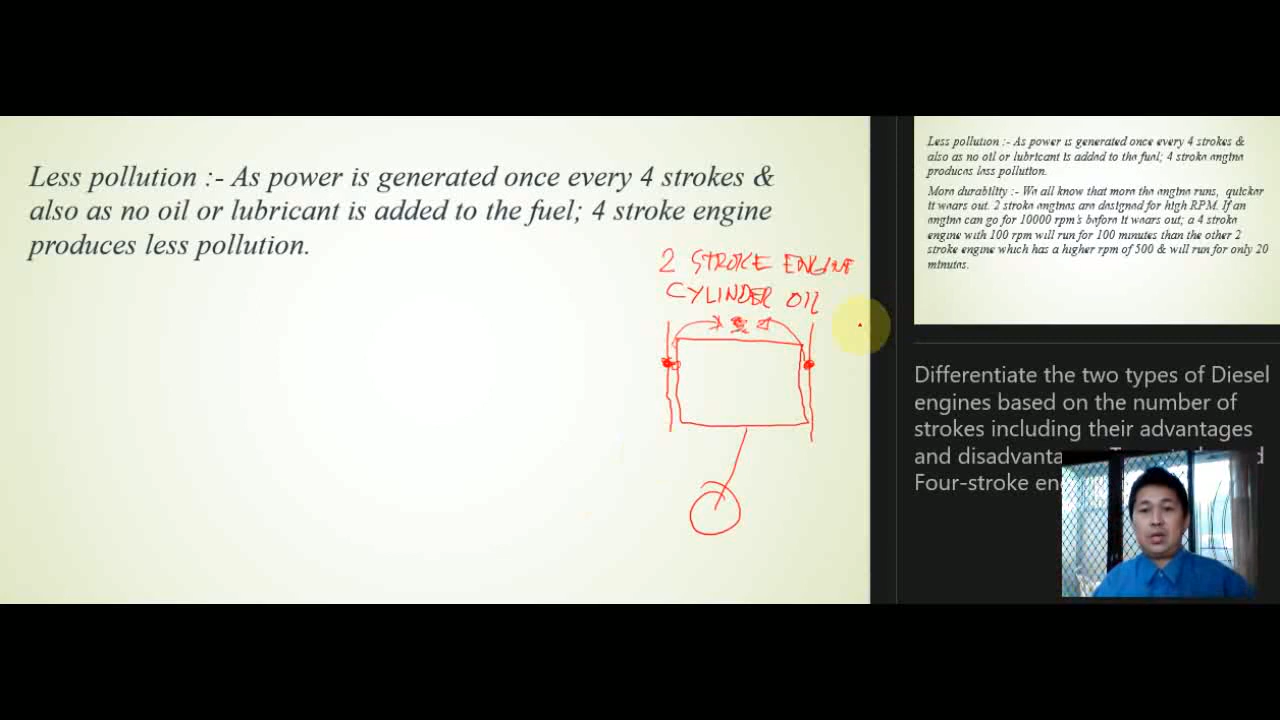 Less pollution :- As power is generated once every 4 strokes &
also as no oil or lubricant is added to the fuel; 4 stroke engine
produces less pollution.
2 STROKE ENGINE
CYLINDER OIL
Less pollution :- As power is generated once every 4 strokes &
also as no oil or lubricant is added to the fuel; 4 stroke engine
produces less pollution.
More durability :- We all know that more the engine runs, quicker
it wears out. 2 stroke engines are designed for high RPM. If an
engine can go for 10000 rpm's before it wears out; a 4 stroke
engine with 100 rpm will run for 100 minutes than the other 2
stroke engine which has a higher rpm of 500 & will run for only 20
minutes.
Differentiate the two types of Diesel
engines based on the number of
strokes including their advantages
and disadvanta
Four-stroke en